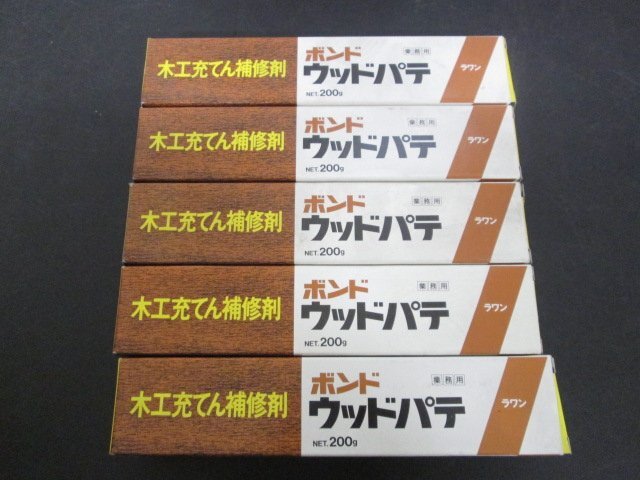 木工充てん補修剤
ボンド
業務用
ウッドパテ
NET.200g
ラワン
木工充てん補修剤
ボンド
業務用
ウッドパテ
NET.200g
ラワン
木工充てん補修剤
ボンド
業務用
ウッドパテ
NET.200g
ラワン
木工充てん補修剤
ボンド
業務用
ウッドパテ
NET.200g
ラワン
木工充てん補修剤
ボンド
業務用
ウッドパテ
NET.200g
ラワン